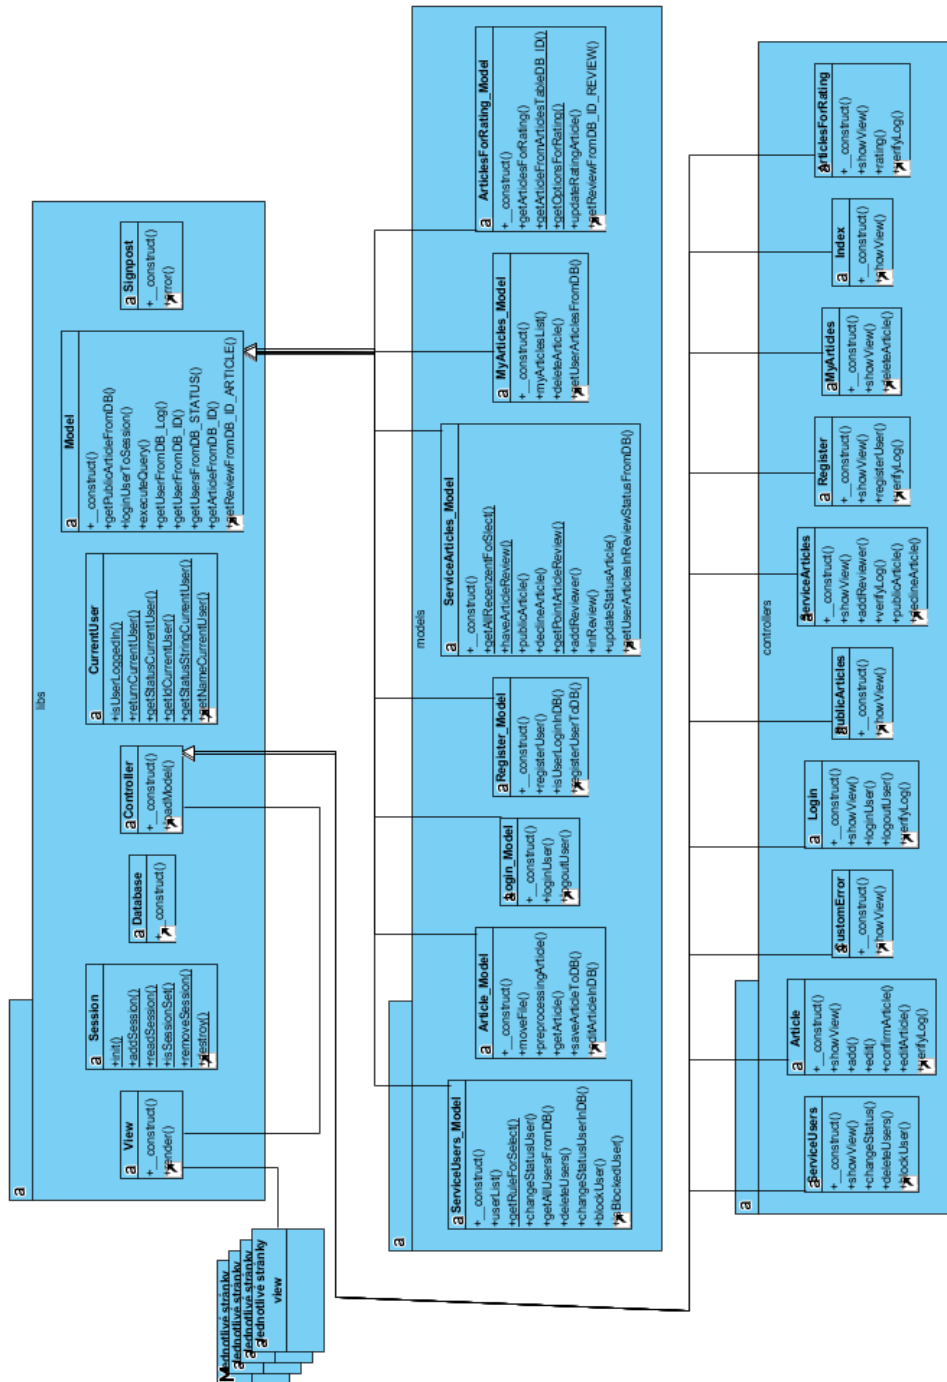 libs
a
a View
+__construct()
+render()
a Session
+init()
+addSession()
+readSession()
+isSessionSet()
+removeSession()
+destroy()
a Database
+__construct()
a Controller
+__construct()
+loadModel()
a CurrentUser
+isUserLoggedIn()
+returnCurrentUser()
+getStatusCurrentUser()
+getIdCurrentUser()
+getStatusStringCurrentUser()
+getNameCurrentUser()
a Model
+__construct()
+getPublicArticleFromDB()
+loginUserToSession()
+executeQuery()
+getUserFromDB_Log()
+getUserFromDB_ID()
+getUsersFromDB_STATUS()
+getArticleFromDB_ID()
+getReviewFromDB_ID_ARTICLE()
a Signpost
+__construct()
+error()
Jednotlivé stránky
Jednotlivé stránky
Jednotlivé stránky
Jednotlivé stránky
view
models
a
a ServiceUsers_Model
+__construct()
+userList()
+getRuleForSelect()
+changeStatusUser()
+getAllUsersFromDB()
+deleteUsers()
+changeStatusUserInDB()
+blockUser()
+isBlockedUser()
a Article_Model
+__construct()
+moveFile()
+preprocessingArticle()
+getArticle()
+saveArticleToDB()
+editArticleInDB()
a Login_Model
+__construct()
+loginUser()
+logoutUser()
a Register_Model
+__construct()
+registerUser()
+isUserLoginInDB()
+registerUserToDB()
a ServiceArticles_Model
+__construct()
+getAllRecenzentForSlect()
+haveArticleReview()
+publicArticle()
+declineArticle()
+getPointArticleReview()
+addReviewer()
+inReview()
+updateStatusArticle()
+getUserArticlesInReviewStatusFromDB()
a MyArticles_Model
+__construct()
+myArticlesList()
+deleteArticle()
+getUserArticlesFromDB()
a ArticlesForRating_Model
+__construct()
+getArticlesForRating()
+getArticleFromArticlesTableDB_ID()
+getOptionsForRating()
+updateRatingArticle()
+getReviewFromDB_ID_REVIEW()
controllers
a
a ServiceUsers
+__construct()
+showView()
+changeStatus()
+deleteUsers()
+blockUser()
a Article
+__construct()
+showView()
+add()
+edit()
+confirmArticle()
+editArticle()
+verifyLog()
a CustomError
+__construct()
+showView()
a Login
+__construct()
+showView()
+loginUser()
+logoutUser()
+verifyLog()
a PublicArticles
+__construct()
+showView()
a ServiceArticles
+__construct()
+showView()
+addReviewer()
+verifyLog()
+publicArticle()
+declineArticle()
a Register
+__construct()
+showView()
+registerUser()
+verifyLog()
a MyArticles
+__construct()
+showView()
+deleteArticle()
a Index
+__construct()
+showView()
a ArticlesForRating
+__construct()
+showView()
+rating()
+verifyLog()